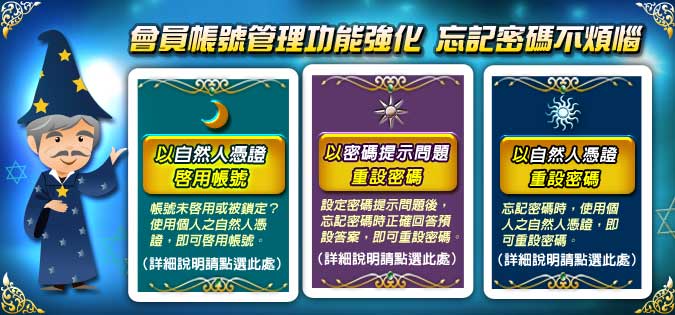 會員帳號管理功能強化 忘記密碼不煩惱
以自然人憑證
啓用帳號
帳號未啓用或被鎖定？
使用個人之自然人憑
證，即可啓用帳號。
（詳細說明請點選此處）
以密碼提示問題
重設密碼
設定密碼提示問題後，
忘記密碼時正確回答預
設答案，即可重設密碼。
（詳細說明請點選此處）
以自然人憑證
重設密碼
忘記密碼時，使用個
人之自然人憑證，即
可重設密碼。
（詳細說明請點選此處）